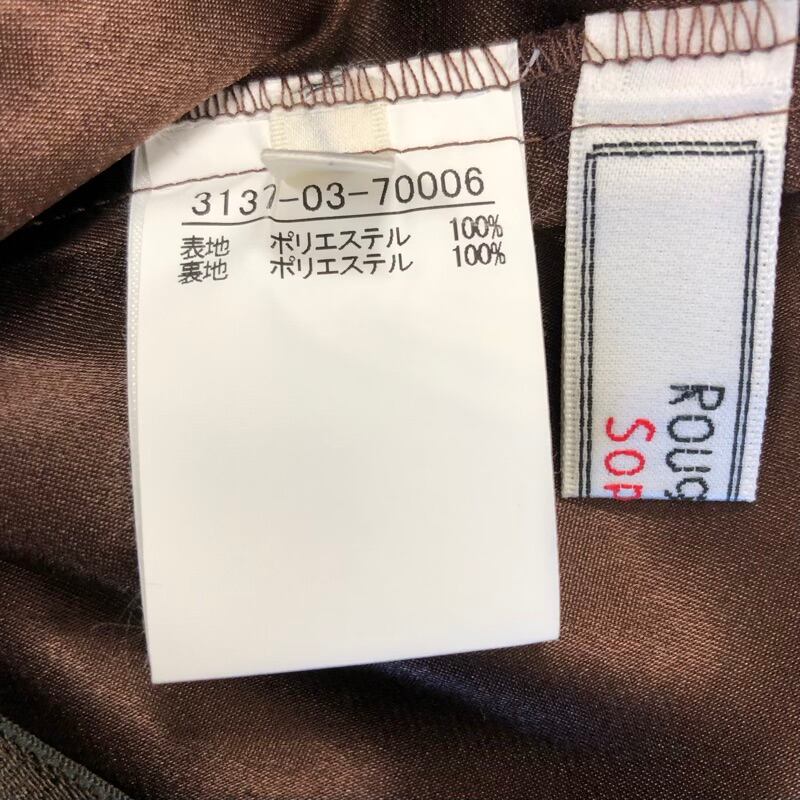 3137-03-70006
表地 ポリエステル 100%
裏地 ポリエステル 100%
ROUG
Sop